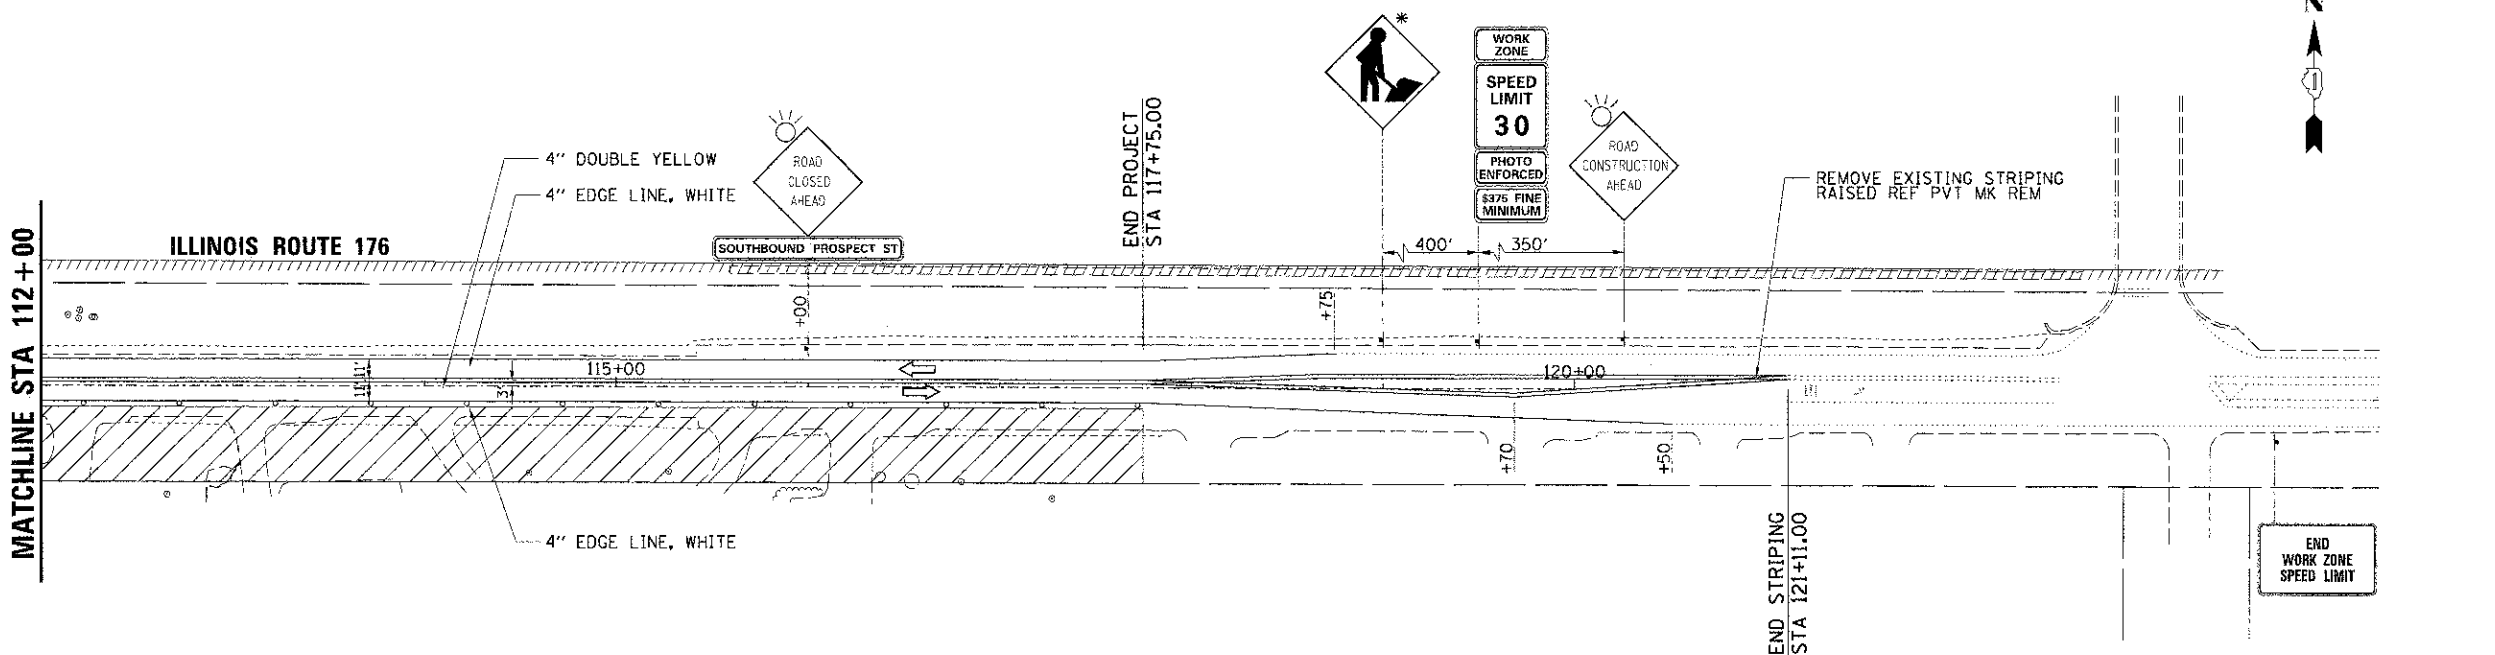 N
1
*
WORK
ZONE
SPEED
LIMIT
30
PHOTO
ENFORCED
$375 FINE
MINIMUM
ROAD
CONSTRUCTION
AHEAD
4" DOUBLE YELLOW
4" EDGE LINE, WHITE
ROAD
CLOSED
AHEAD
SOUTHBOUND PROSPECT ST
END PROJECT
STA 117+75.00
REMOVE EXISTING STRIPING
RAISED REF PVT MK REM
ILLINOIS ROUTE 176
400'
350'
MATCHLINE STA 112+00
+00
+75
11'
11'
3'
115+00
120+00
+70
+50
4" EDGE LINE, WHITE
END STRIPING
STA 121+11.00
END
WORK ZONE
SPEED LIMIT